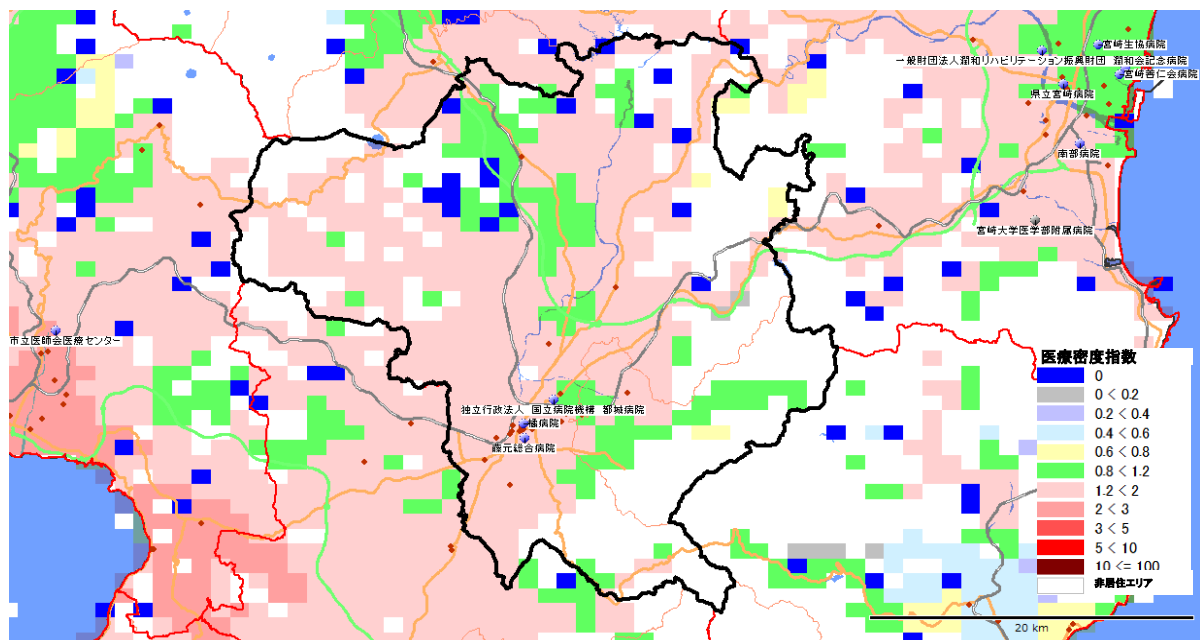 宮崎生協病院
一般財団法人潤和リハビリテーション振興財団 潤和会記念病院
宮崎善仁会病院
県立宮崎病院
南部病院
宮崎大学医学部附属病院
市立医師会医療センター
独立行政法人 国立病院機構 都城病院
橘病院
藤元総合病院
医療密度指数
0
0 < 0.2
0.2 < 0.4
0.4 < 0.6
0.6 < 0.8
0.8 < 1.2
1.2 < 2
2 < 3
3 < 5
5 < 10
10 <= 100
非居住エリア
20 km